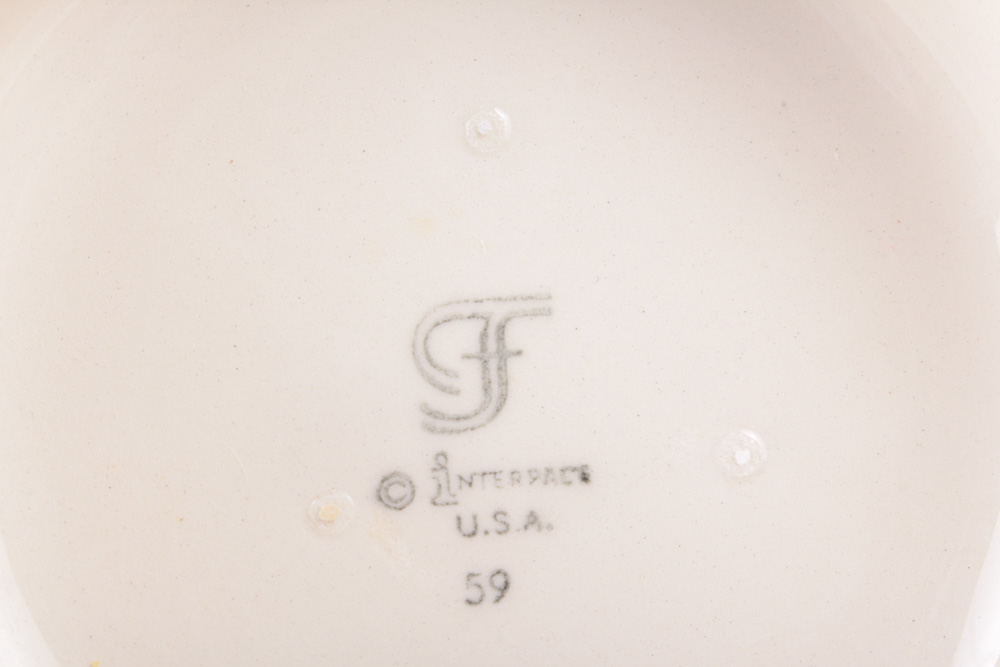 F
© INTERPACE
U.S.A.
59